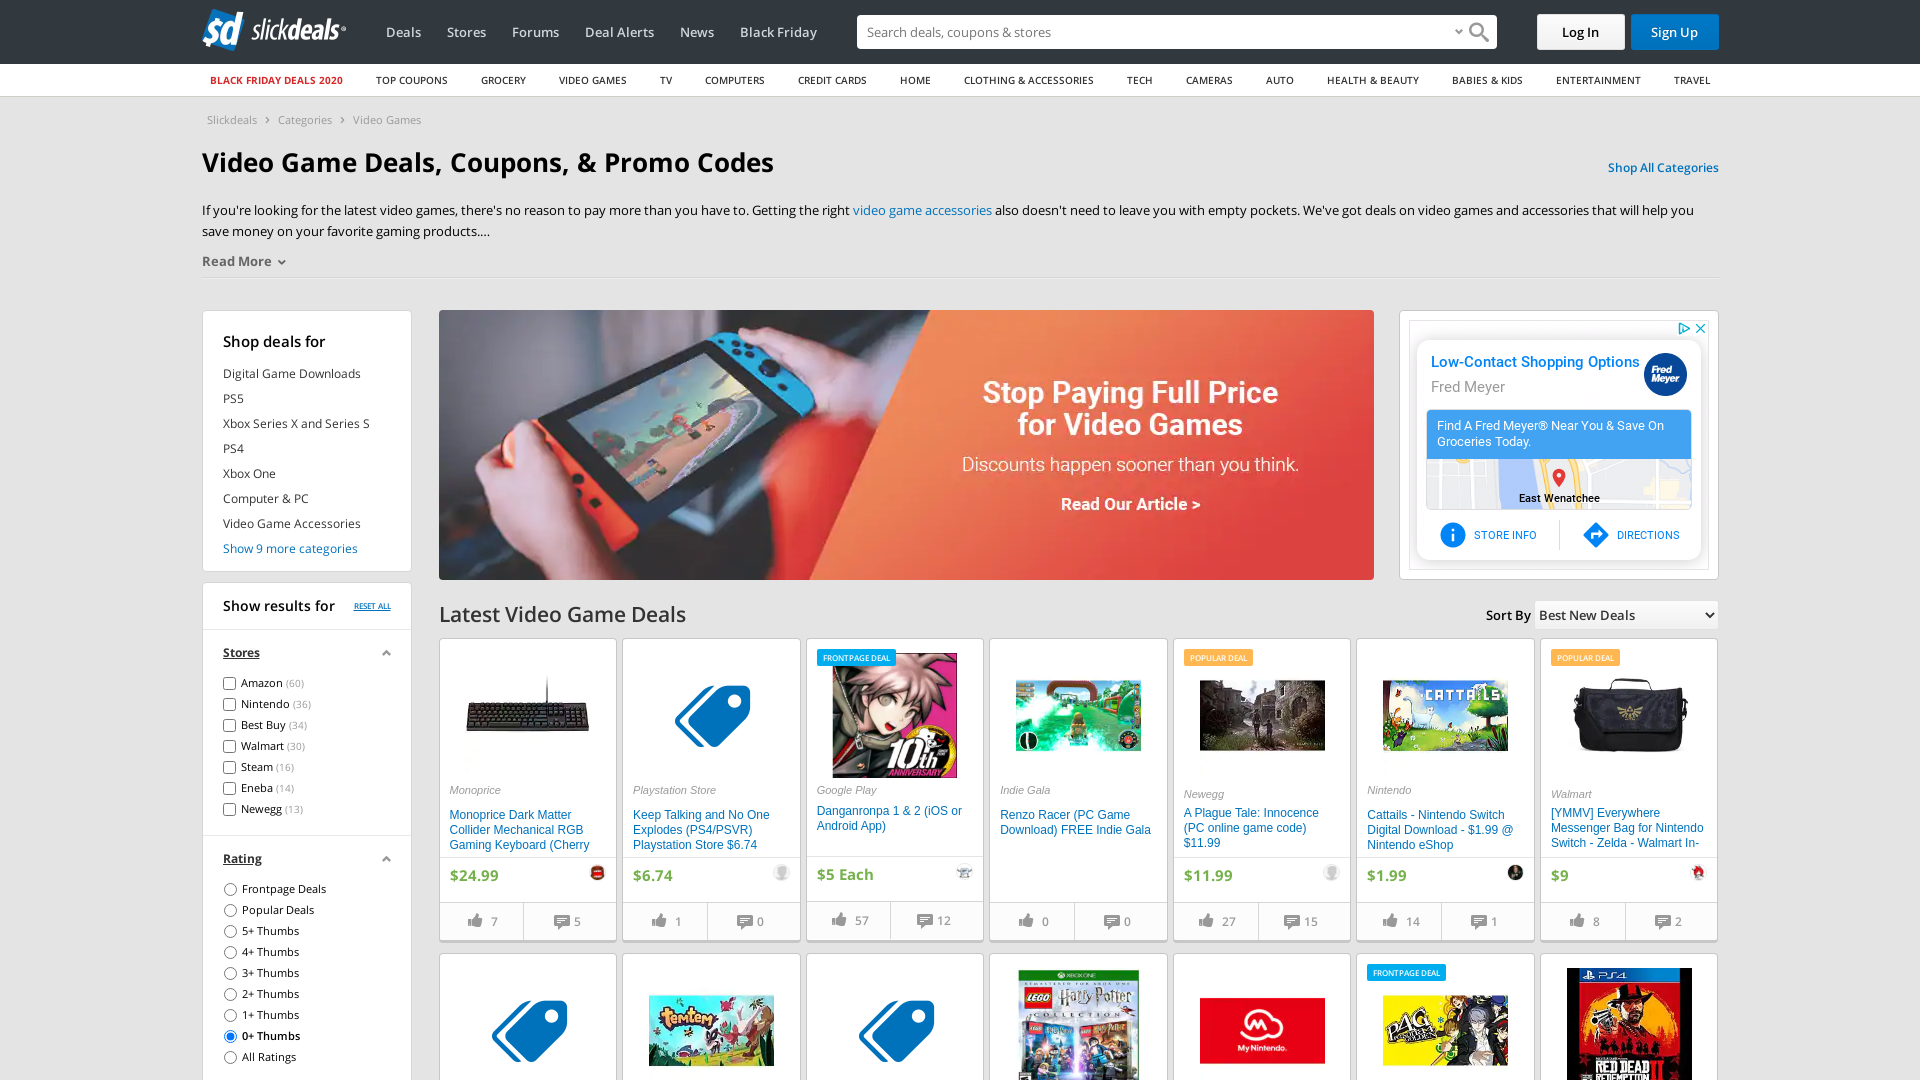 slickdeals
Deals
Stores
Forums
Deal Alerts
News
Black Friday
Search deals, coupons & stores
Log In
Sign Up
BLACK FRIDAY DEALS 2020
TOP COUPONS
GROCERY
VIDEO GAMES
TV
COMPUTERS
CREDIT CARDS
HOME
CLOTHING & ACCESSORIES
TECH
CAMERAS
AUTO
HEALTH & BEAUTY
BABIES & KIDS
ENTERTAINMENT
TRAVEL
Slickdeals
Categories
Video Games
Video Game Deals, Coupons, & Promo Codes
Shop All Categories
If you're looking for the latest video games, there's no reason to pay more than you have to. Getting the right video game accessories also doesn't need to leave you with empty pockets. We've got deals on video games and accessories that will help you
save money on your favorite gaming products....
Read More
Shop deals for
Digital Game Downloads
PS5
Xbox Series X and Series S
PS4
Xbox One
Computer & PC
Video Game Accessories
Show 9 more categories
Show results for
RESET ALL
Stores
Amazon (60)
Nintendo (36)
Best Buy (34)
Walmart (30)
Steam (16)
Eneba (14)
Newegg (13)
Rating
Frontpage Deals
Popular Deals
5+ Thumbs
4+ Thumbs
3+ Thumbs
2+ Thumbs
1+ Thumbs
0+ Thumbs
All Ratings
Stop Paying Full Price
for Video Games
Discounts happen sooner than you think.
Read Our Article >
Low-Contact Shopping Options
Fred Meyer
Fred
Meyer
Find A Fred Meyer® Near You & Save On
Groceries Today.
East Wenatchee
STORE INFO
DIRECTIONS
Latest Video Game Deals
Sort By
Best New Deals
Monoprice
Monoprice Dark Matter
Collider Mechanical RGB
Gaming Keyboard (Cherry
$24.99
7
5
Playstation Store
Keep Talking and No One
Explodes (PS4/PSVR)
Playstation Store $6.74
$6.74
1
0
FRONTPAGE DEAL
10th
ANNIVERSARY
Google Play
Danganronpa 1 & 2 (iOS or
Android App)
$5 Each
57
12
Indie Gala
Renzo Racer (PC Game
Download) FREE Indie Gala
0
0
POPULAR DEAL
Newegg
A Plague Tale: Innocence
(PC online game code)
$11.99
$11.99
27
15
CATTAILS
Nintendo
Cattails - Nintendo Switch
Digital Download - $1.99 @
Nintendo eShop
$1.99
14
1
POPULAR DEAL
Walmart
[YMMV] Everywhere
Messenger Bag for Nintendo
Switch - Zelda - Walmart In-
$9
8
2
temtem
XBOX ONE
LEGO
Harry Potter
COLLECTION
My Nintendo.
FRONTPAGE DEAL
P4G
PS4
RED DEAD
REDEMPTION II